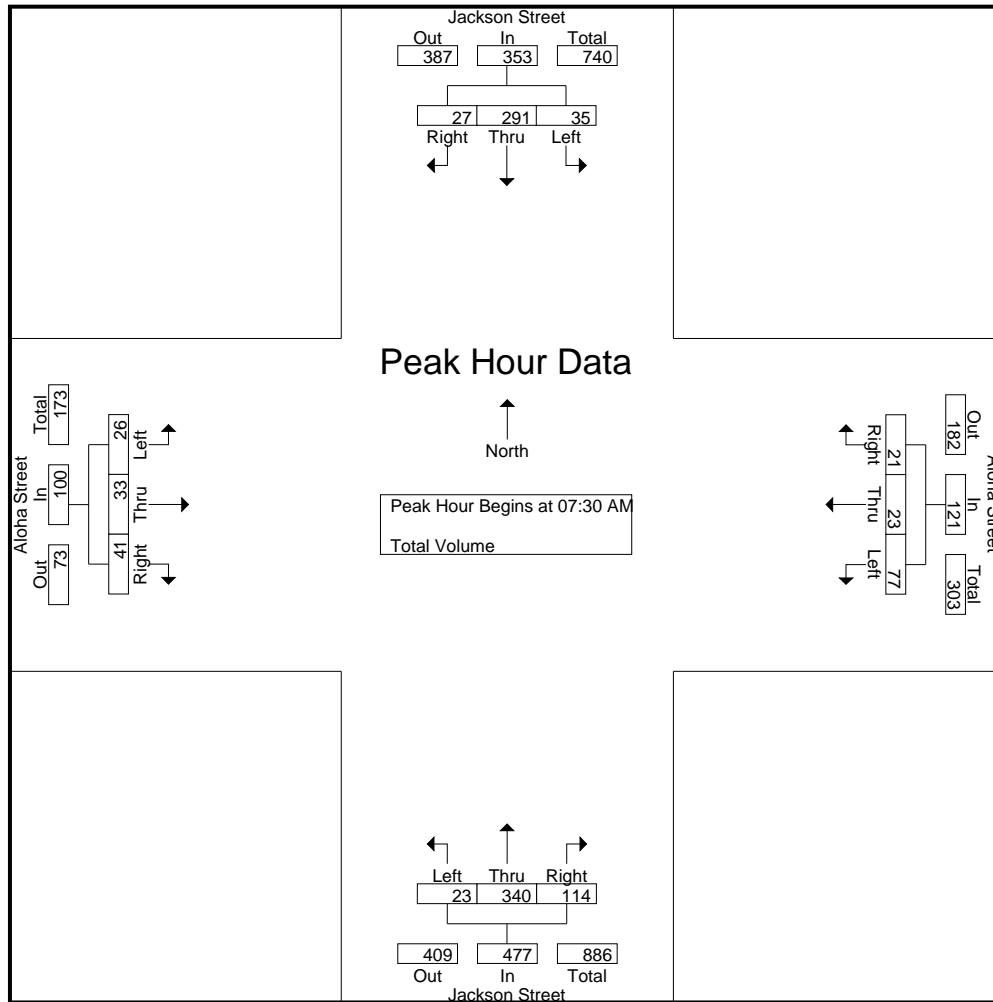 Jackson Street
Out In Total
387 353 740
27 291 35
Right Thru Left
Peak Hour Data
North
Peak Hour Begins at 07:30 AM
Total Volume
Aloha Street
Total In Out
173 100 73
26 33 41
Left Thru Right
Aloha Street
Out In Total
182 121 303
21 23 77
Right Thru Left
Left Thru Right
23 340 114
409 477 886
Out In Total
Jackson Street